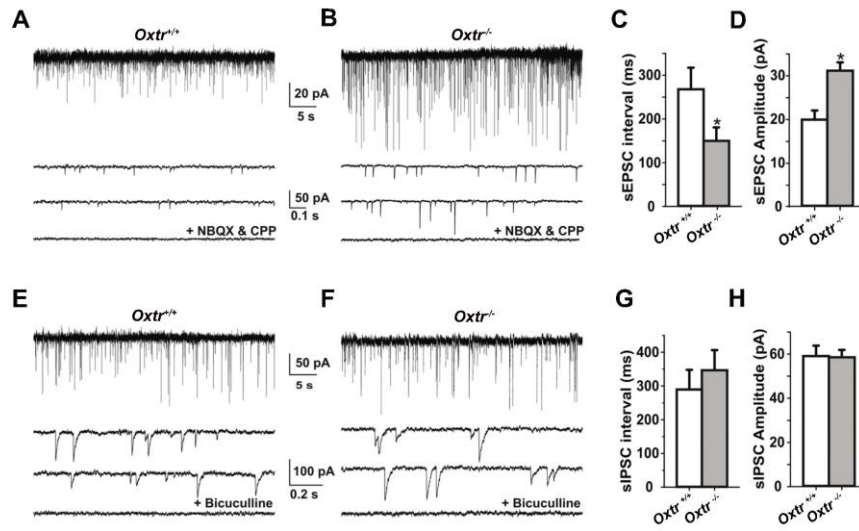 A
Oxtr+/+
20 pA
5 s
50 pA
0.1 s
+ NBQX & CPP
B
Oxtr-/-
+ NBQX & CPP
C
sEPSC interval (ms)
300
200
150
100
0
*
Oxtr+/+
Oxtr-/-
D
sEPSC Amplitude (pA)
30
20
10
0
*
Oxtr+/+
Oxtr-/-
E
Oxtr+/+
50 pA
5 s
100 pA
0.2 s
+ Bicuculline
F
Oxtr-/-
+ Bicuculline
G
sIPSC interval (ms)
400
300
200
100
0
Oxtr+/+
Oxtr-/-
H
sIPSC Amplitude (pA)
60
40
20
0
Oxtr+/+
Oxtr-/-